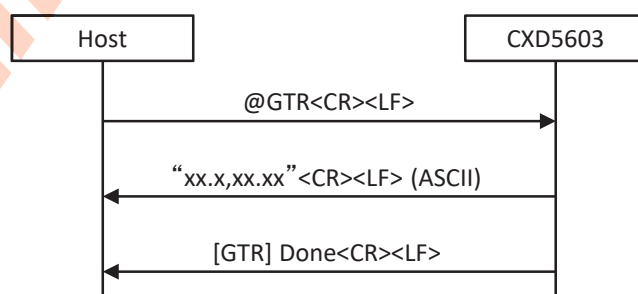 Host
CXD5603
@GTR<CR><LF>
“xx.x,xx.xx”<CR><LF> (ASCII)
[GTR] Done<CR><LF>